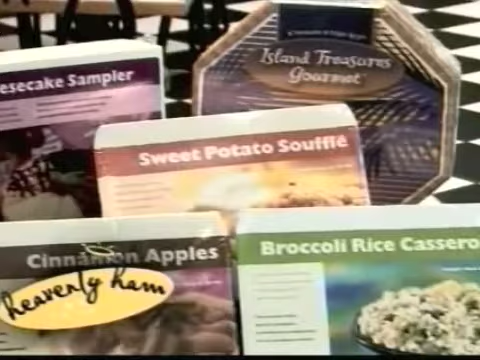 esecake Sampler
Island Treasures
Gourmet
Sweet Potato Soufflé
Cinnamon Apples
heavenly ham
Broccoli Rice Cassero